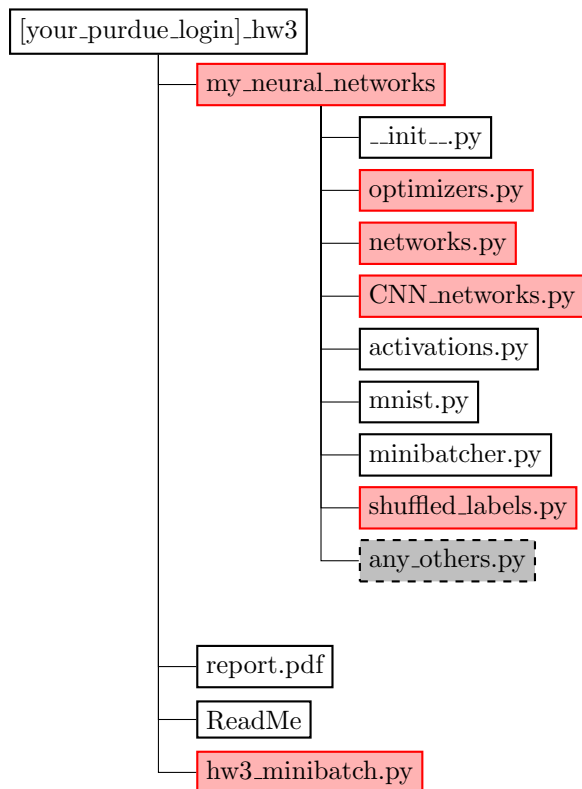 [your_purdue_login]_hw3
my_neural_networks
__init__.py
optimizers.py
networks.py
CNN_networks.py
activations.py
mnist.py
minibatcher.py
shuffled_labels.py
any_others.py
report.pdf
ReadMe
hw3_minibatch.py